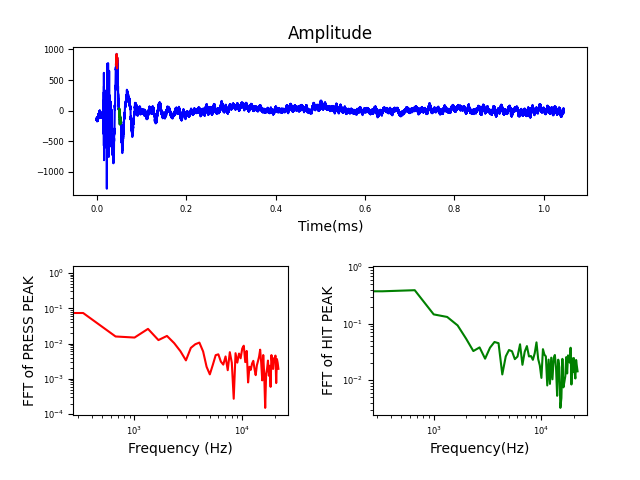 Amplitude
1000
500
0
−500
−1000
0.0 0.2 0.4 0.6 0.8 1.0
Time(ms)
FFT of PRESS PEAK
10⁰
10⁻¹
10⁻²
10⁻³
10⁻⁴
10³ 10⁴
Frequency (Hz)
FFT of HIT PEAK
10⁰
10⁻¹
10⁻²
10³ 10⁴
Frequency(Hz)